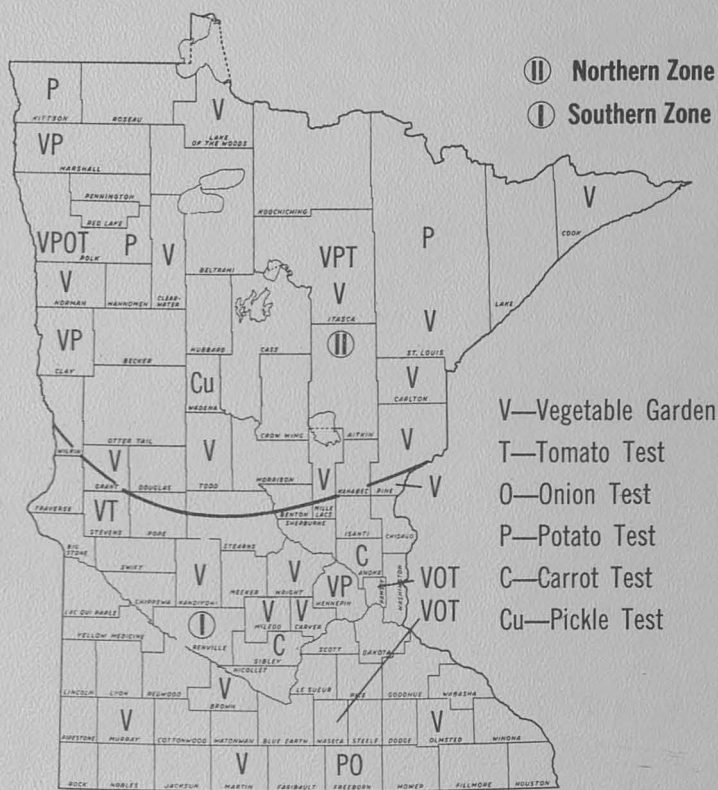 II Northern Zone
I Southern Zone
P
KITTSON
ROSEAU
V
LAKE OF THE WOODS
VP
MARSHALL
PENNINGTON
RED LAKE
KOOCHICHING
V
COOK
VPOT P
POLK
V
BELTRAMI
VPT
V
ITASCA
P
V
ST. LOUIS
LAKE
V
NORMAN
MAHNOMEN
CLEAR-
WATER
VP
CLAY
BECKER
HUBBARD
CASS
II
Cu
WADENA
V
CARLTON
OTTER TAIL
WILKIN
V
GRANT
DOUGLAS
V
TODD
CROW WING
AITKIN
V
PINE
V
MORRISON
V
MILLE
LACS
KANABEC
BENTON
SHERBURNE
TRAVERSE
VT
STEVENS
POPE
STEARNS
ISANTI
CHISAGO
C
ANOKA
BIG
STONE
SWIFT
V
KANDIYOHI
MEEKER
V
WRIGHT
VP
HENNEPIN
RAMSEY
WASHINGTON
VOT
VOT
CHIPPEWA
LAC QUI PARLE
I
RENVILLE
V
MCLEOD
V
CARVER
C
SIBLEY
SCOTT
DAKOTA
YELLOW MEDICINE
NICOLLET
LE SUEUR
RICE
GOODHUE
WABASHA
LINCOLN
LYON
REDWOOD
V
BROWN
PIPESTONE
V
MURRAY
COTTONWOOD
WATONWAN
BLUE EARTH
WASECA
STEELE
DODGE
V
OLMSTED
WINONA
ROCK
NOBLES
JACKSON
V
MARTIN
FARIBAULT
PO
FREEBORN
MOWER
FILLMORE
HOUSTON
V—Vegetable Garden
T—Tomato Test
O—Onion Test
P—Potato Test
C—Carrot Test
Cu—Pickle Test